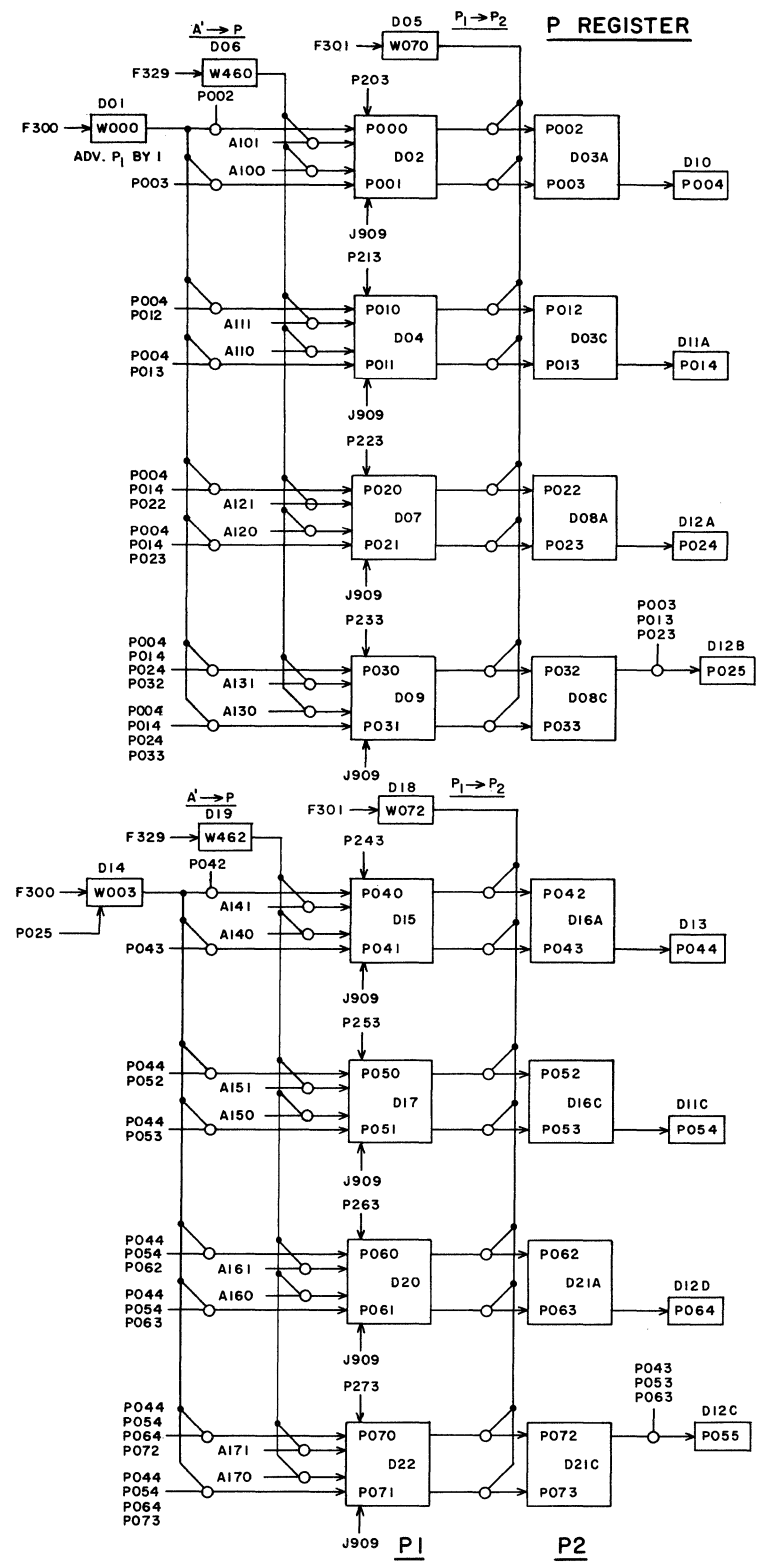 P REGISTER
A'→P
D06
F329 W460
D05
F301 W070
P₁→P₂
D01
F300 W000
ADV. P₁ BY 1
P002
P003
A101
A100
P203
P000
D02
P001
J909
P002
D03A
P003
D10
P004
P213
P004
P012
A111
P004
P013
A110
P010
D04
P011
J909
P012
D03C
P013
D11A
P014
P223
P004
P014
P022
A121
P004
P014
P023
A120
P020
D07
P021
J909
P022
D08A
P023
D12A
P024
P233
P004
P014
P024
P032
A131
P004
P014
P024
P033
A130
P030
D09
P031
J909
P032
D08C
P033
P003
P013
P023
D12B
P025
A'→P
D19
F329 W462
D18
F301 W072
P₁→P₂
D14
F300 W003
P025
P042
P043
A141
A140
P243
P040
D15
P041
J909
P042
D16A
P043
D13
P044
P253
P044
P052
A151
P044
P053
A150
P050
D17
P051
J909
P052
D16C
P053
D11C
P054
P263
P044
P054
P062
A161
P044
P054
P063
A160
P060
D20
P061
J909
P062
D21A
P063
D12D
P064
P273
P044
P054
P064
P072
A171
P044
P054
P064
P073
A170
P070
D22
P071
J909
P072
D21C
P073
P043
P053
P063
D12C
P055
P1
P2